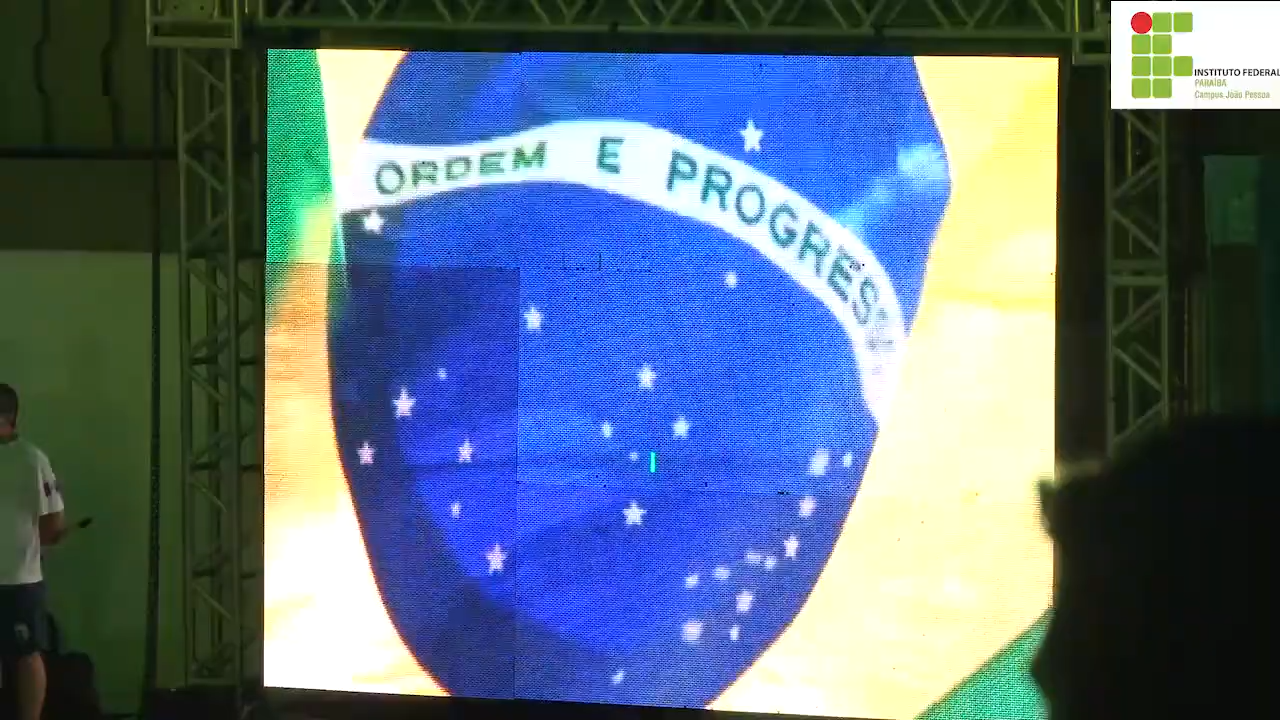 ORDEM E PROGRES
INSTITUTO FEDERAL
PARAÍBA
Campus João Pessoa